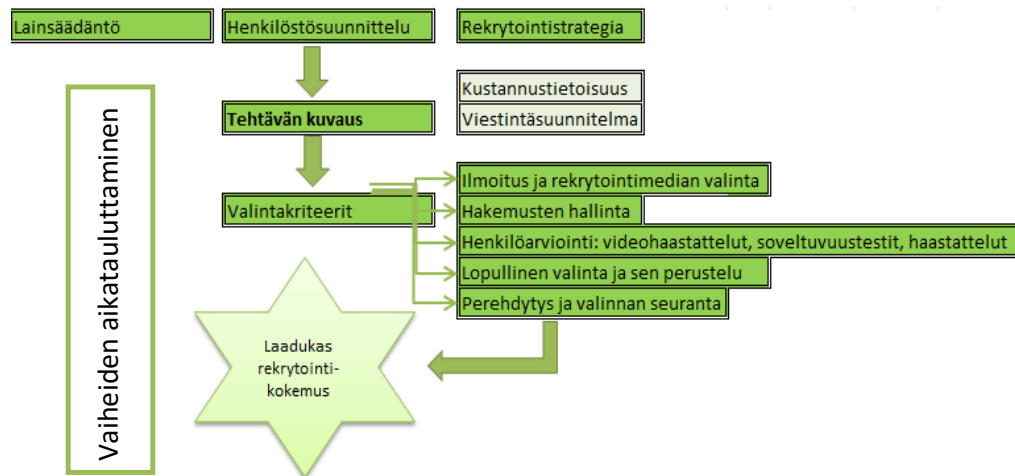 Lainsäädäntö
Henkilöstösuunnittelu
Rekrytointistrategia
Kustannustietoisuus
Tehtävän kuvaus
Viestintäsuunnitelma
Vaiheiden aikatauluttaminen
Valintakriteerit
Ilmoitus ja rekrytointimedian valinta
Hakemusten hallinta
Henkilöarviointi: videohaastattelut, soveltuvuustestit, haastattelut
Lopullinen valinta ja sen perustelu
Perehdytys ja valinnan seuranta
Laadukas
rekrytointi-
kokemus